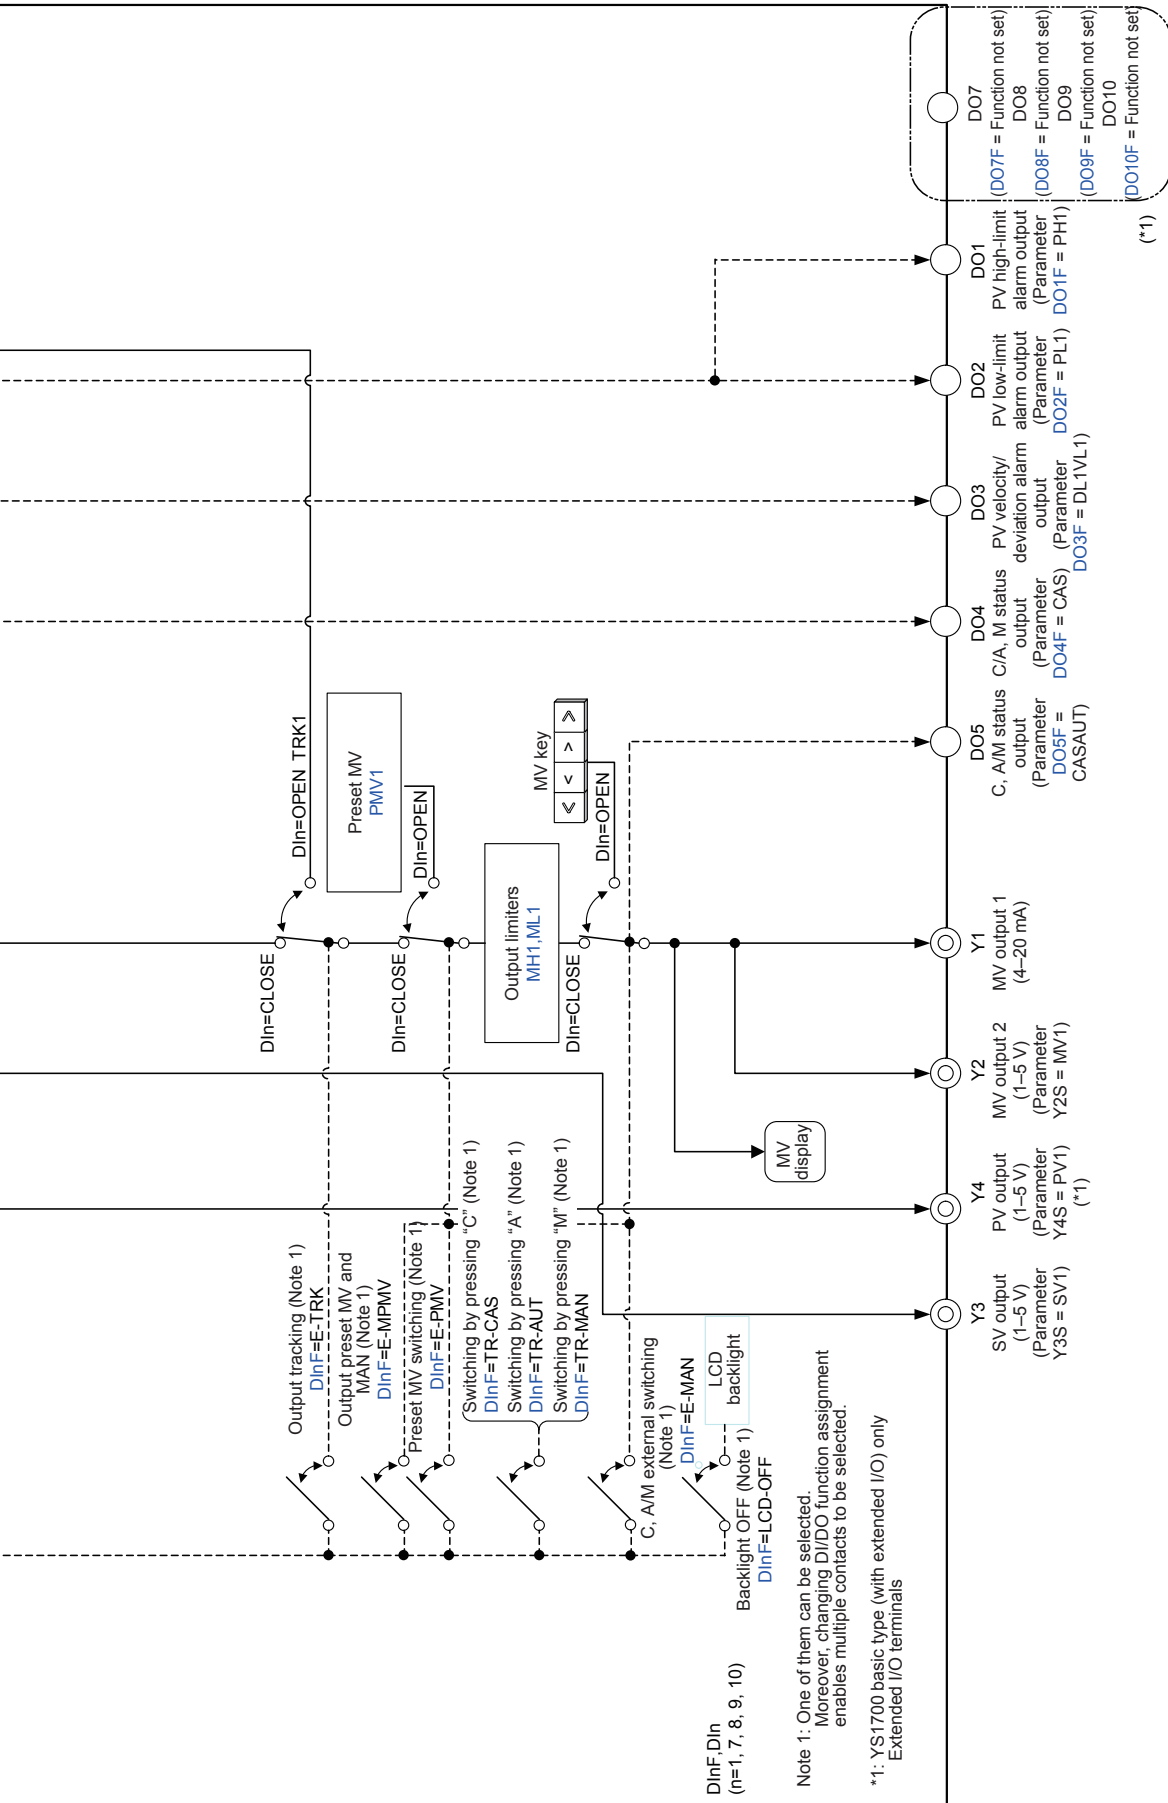 Output tracking (Note 1)
DInF=E-TRK
Output preset MV and
MAN (Note 1)
DInF=E-MPMV
Preset MV switching (Note 1)
DInF=E-PMV
Switching by pressing “C” (Note 1)
DInF=TR-CAS
Switching by pressing “A” (Note 1)
DInF=TR-AUT
Switching by pressing “M” (Note 1)
DInF=TR-MAN
C, A/M external switching
(Note 1)
DInF=E-MAN
LCD
backlight
Backlight OFF (Note 1)
DInF=LCD-OFF
DInF,DIn
(n=1, 7, 8, 9, 10)
Note 1: One of them can be selected.
Moreover, changing DI/DO function assignment
enables multiple contacts to be selected.
*1: YS1700 basic type (with extended I/O) only
Extended I/O terminals
DIn=CLOSE
DIn=OPEN TRK1
Preset MV
PMV1
DIn=CLOSE
DIn=OPEN
Output limiters
MH1,ML1
MV key
< < > >
DIn=CLOSE
DIn=OPEN
MV
display
Y3
SV output
(1–5 V)
(Parameter
Y3S = SV1)
Y4
PV output
(1–5 V)
(Parameter
Y4S = PV1)
(*1)
Y2
MV output 2
(1–5 V)
(Parameter
Y2S = MV1)
Y1
MV output 1
(4–20 mA)
DO5
C, A/M status
output
(Parameter
DO5F =
CASAUT)
DO4
C/A, M status
output
(Parameter
DO4F = CAS)
DO3
PV velocity/
deviation alarm
output
(Parameter
DO3F = DL1VL1)
DO2
PV low-limit
alarm output
(Parameter
DO2F = PL1)
DO1
PV high-limit
alarm output
(Parameter
DO1F = PH1)
DO7
(DO7F = Function not set)
DO8
(DO8F = Function not set)
DO9
(DO9F = Function not set)
DO10
(DO10F = Function not set)
(*1)